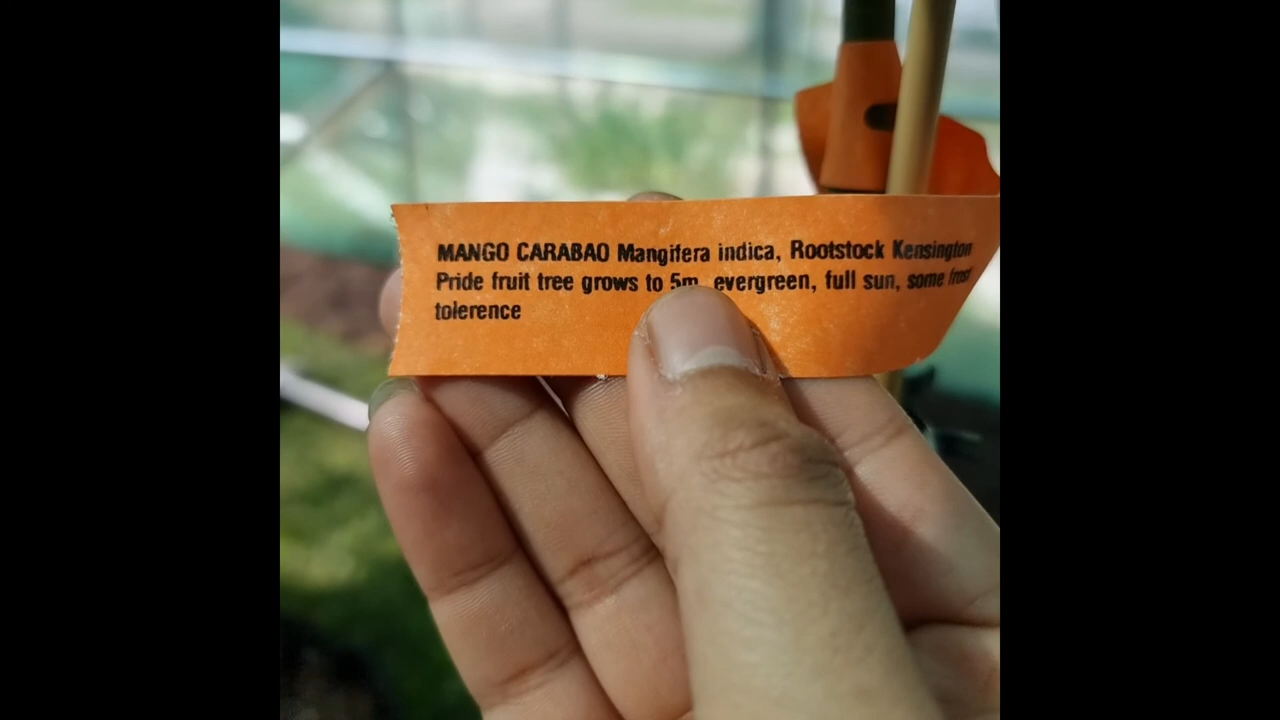 MANGO CARABAO Mangifera indica, Rootstock Kensington
Pride fruit tree grows to 5m, evergreen, full sun, some frost
tolerence